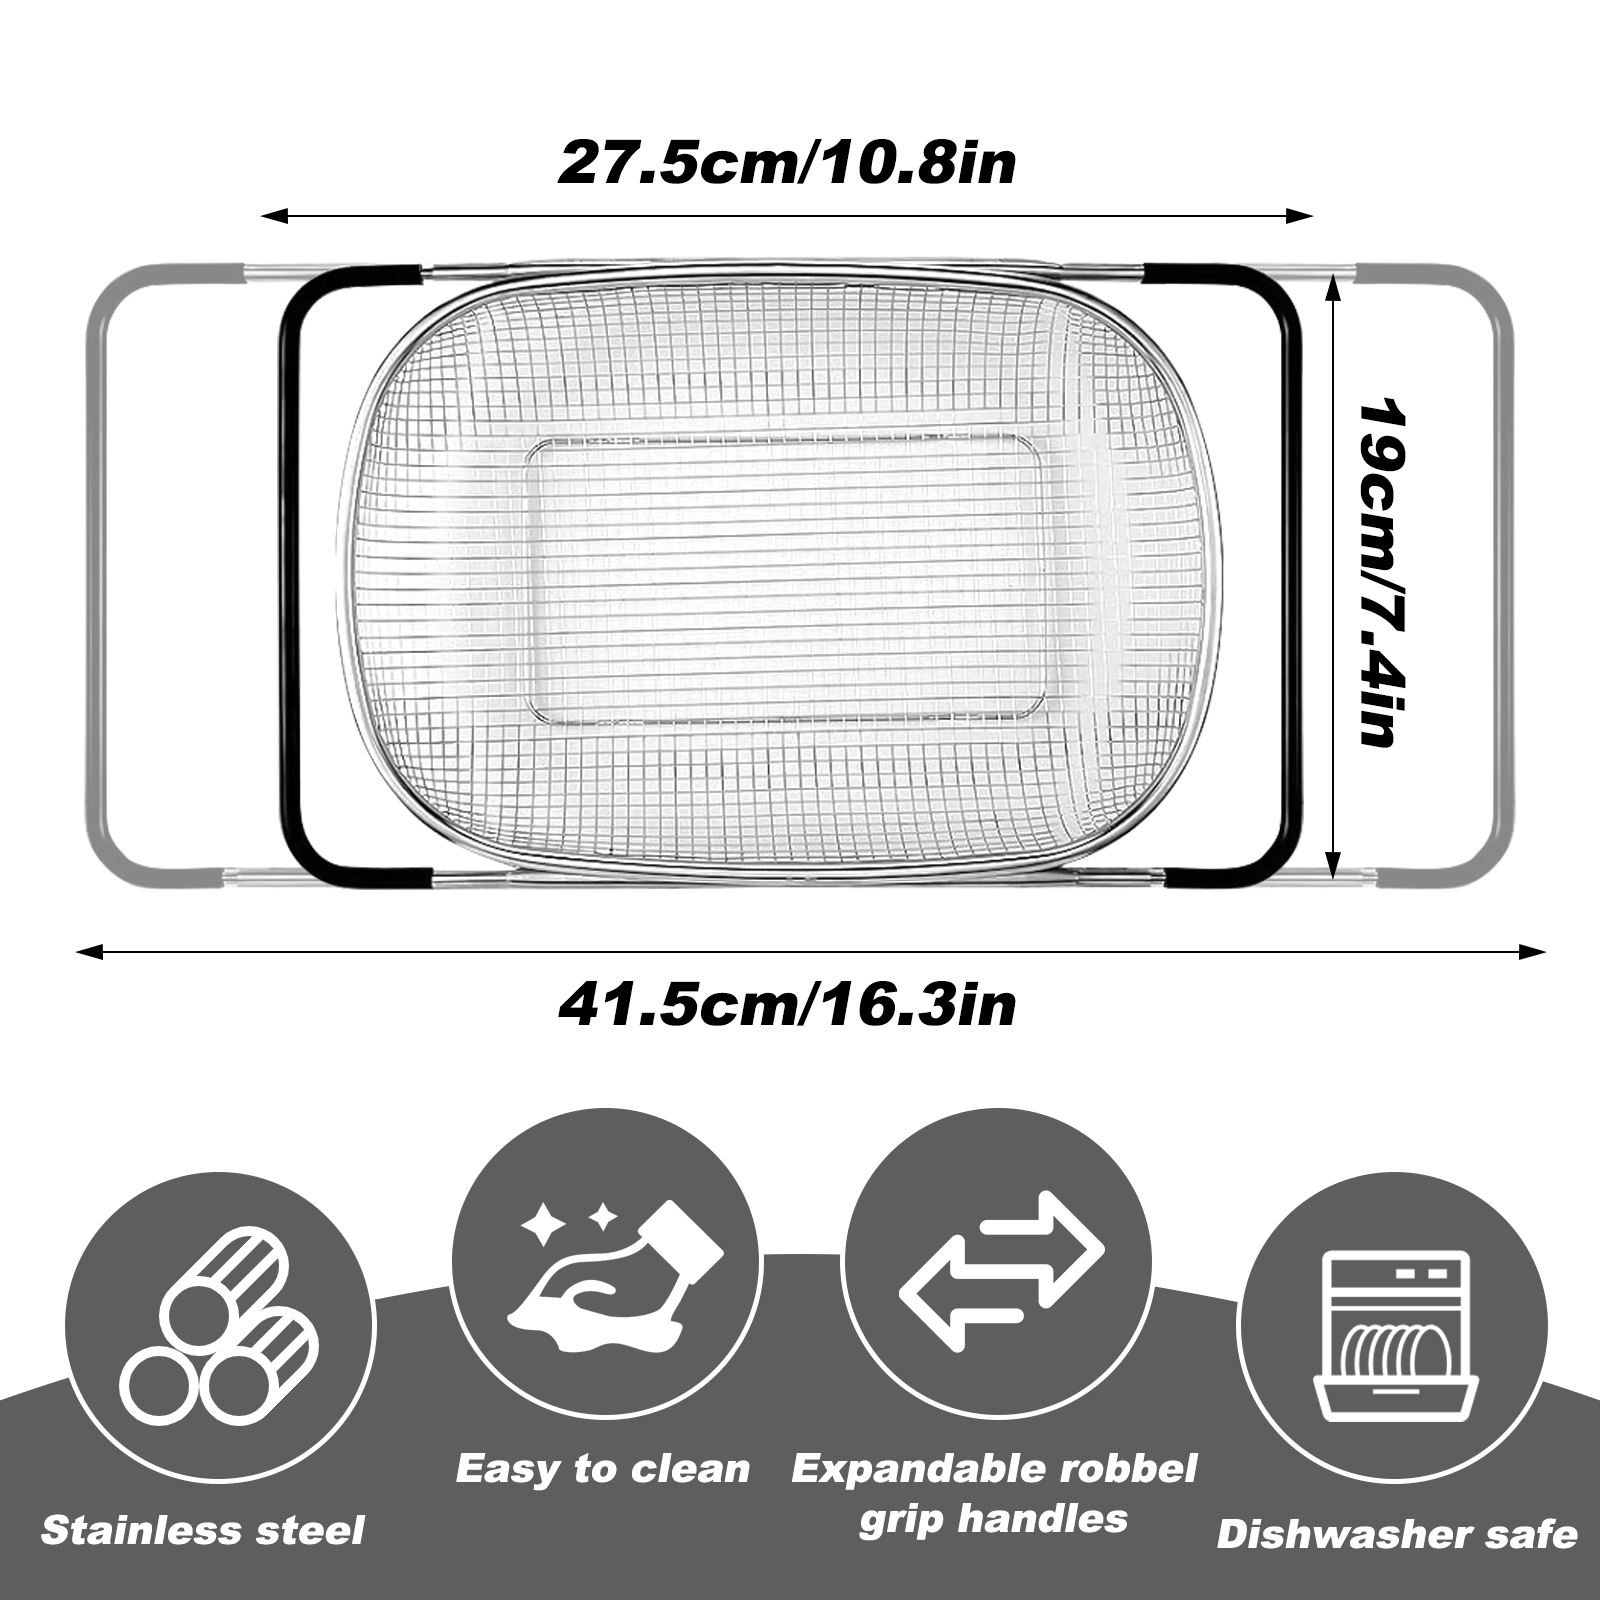 27.5cm/10.8in
19cm/7.4in
41.5cm/16.3in
Easy to clean
Expandable robbel
grip handles
Stainless steel
Dishwasher safe